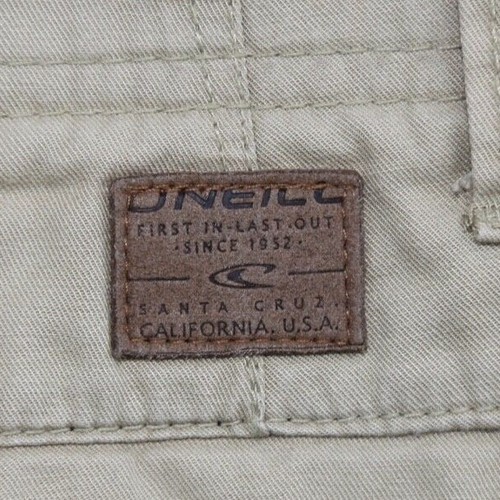 O'NEILL
FIRST IN-LAST OUT
·SINCE 1952·
SANTA CRUZ.
CALIFORNIA, U.S.A.